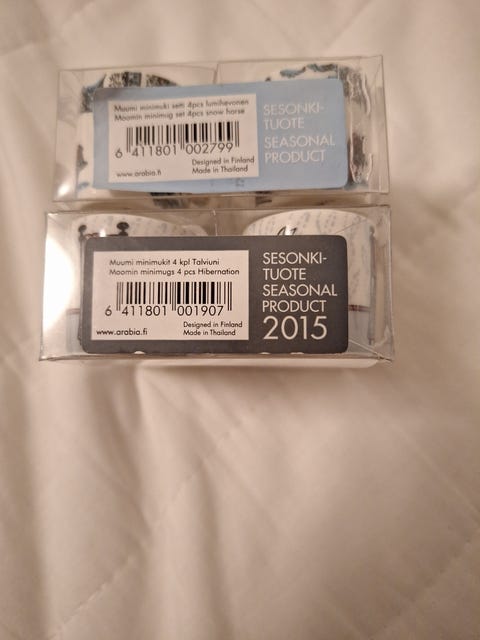 Muumi minimuki setti 4pcs lumihevonen
Moomin minimug set 4pcs snow horse
6 411801 002799
Designed in Finland
Made in Thailand
www.arabia.fi
SESONKI-
TUOTE
SEASONAL
PRODUCT
Muumi minimukit 4 kpl Talviuni
Moomin minimugs 4 pcs Hibernation
6 411801 001907
Designed in Finland
Made in Thailand
www.arabia.fi
SESONKI-
TUOTE
SEASONAL
PRODUCT
2015